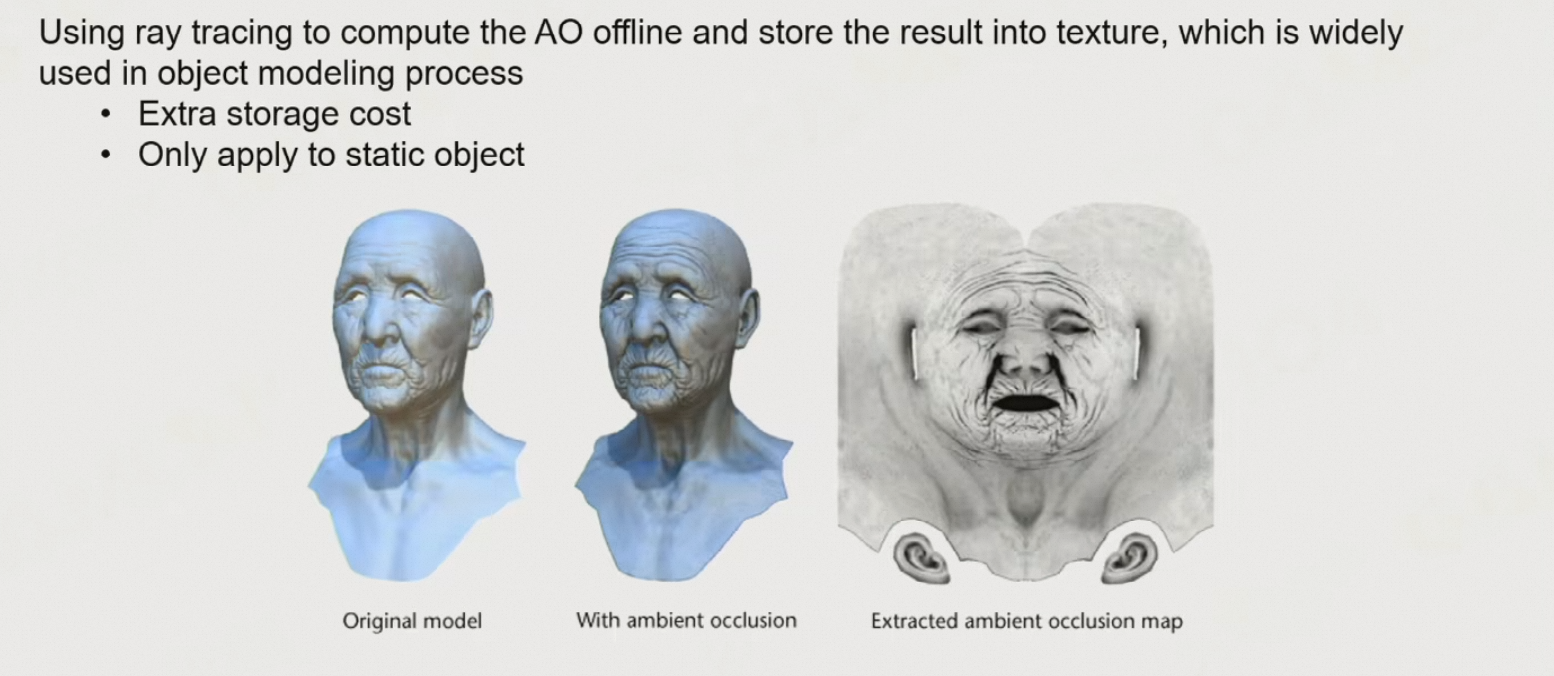 Using ray tracing to compute the AO offline and store the result into texture, which is widely
used in object modeling process
• Extra storage cost
• Only apply to static object
Original model
With ambient occlusion
Extracted ambient occlusion map